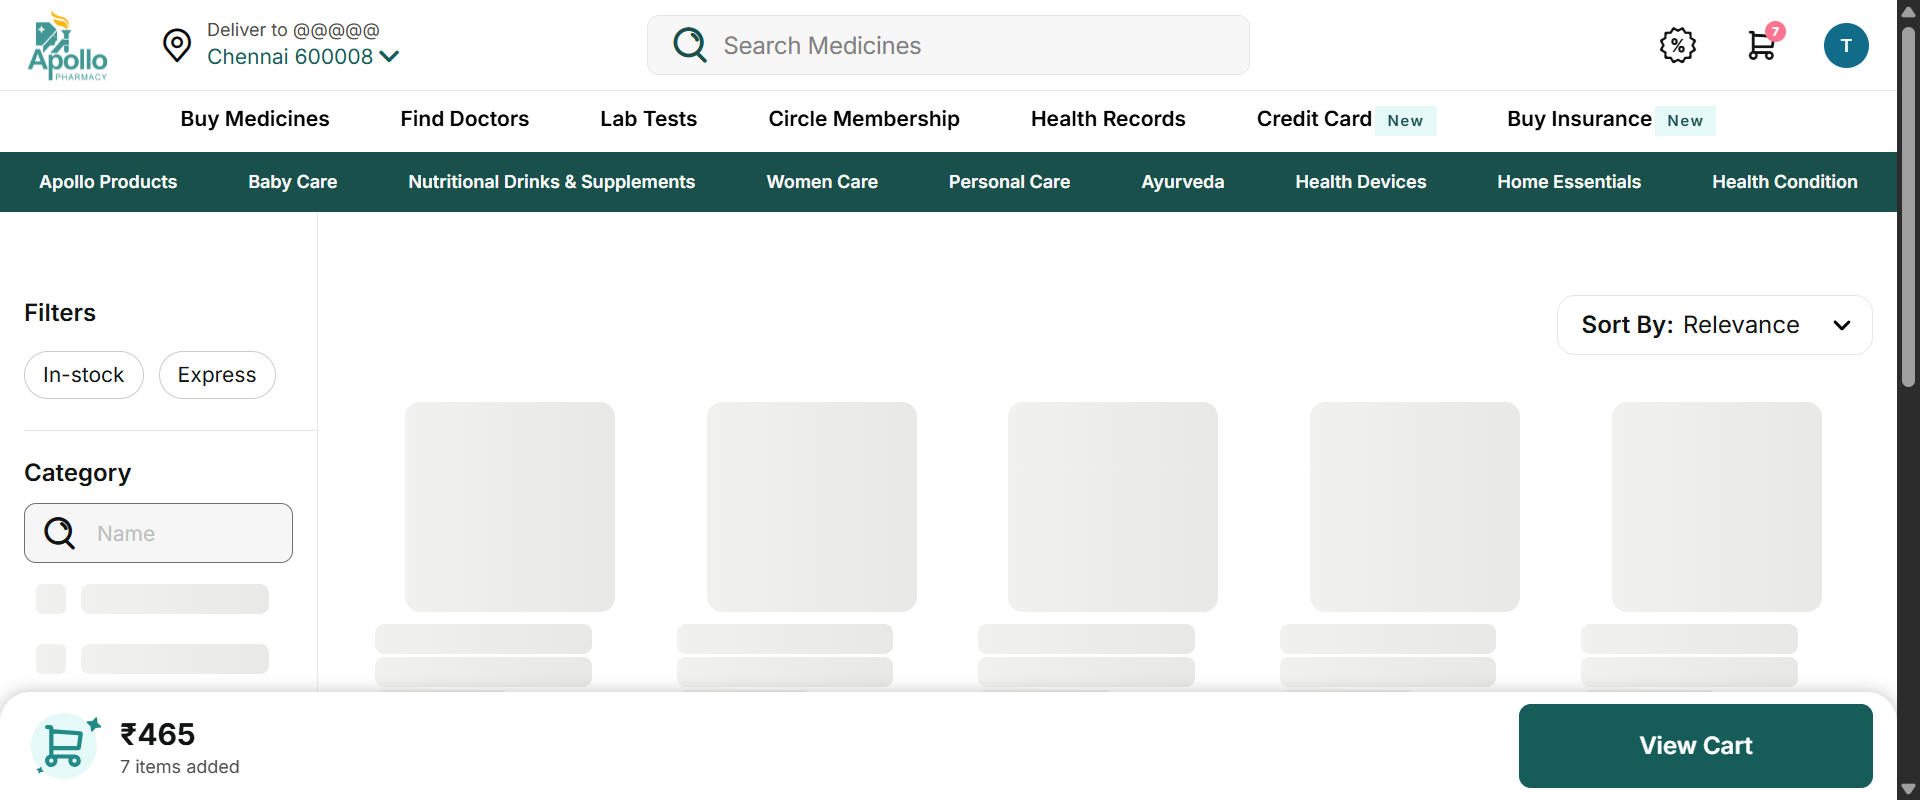 Apollo
PHARMACY
Deliver to @@@@@
Chennai 600008
Search Medicines
%
7
T
Buy Medicines
Find Doctors
Lab Tests
Circle Membership
Health Records
Credit Card New
Buy Insurance New
Apollo Products
Baby Care
Nutritional Drinks & Supplements
Women Care
Personal Care
Ayurveda
Health Devices
Home Essentials
Health Condition
Filters
In-stock
Express
Sort By: Relevance
Category
Name
₹465
7 items added
View Cart